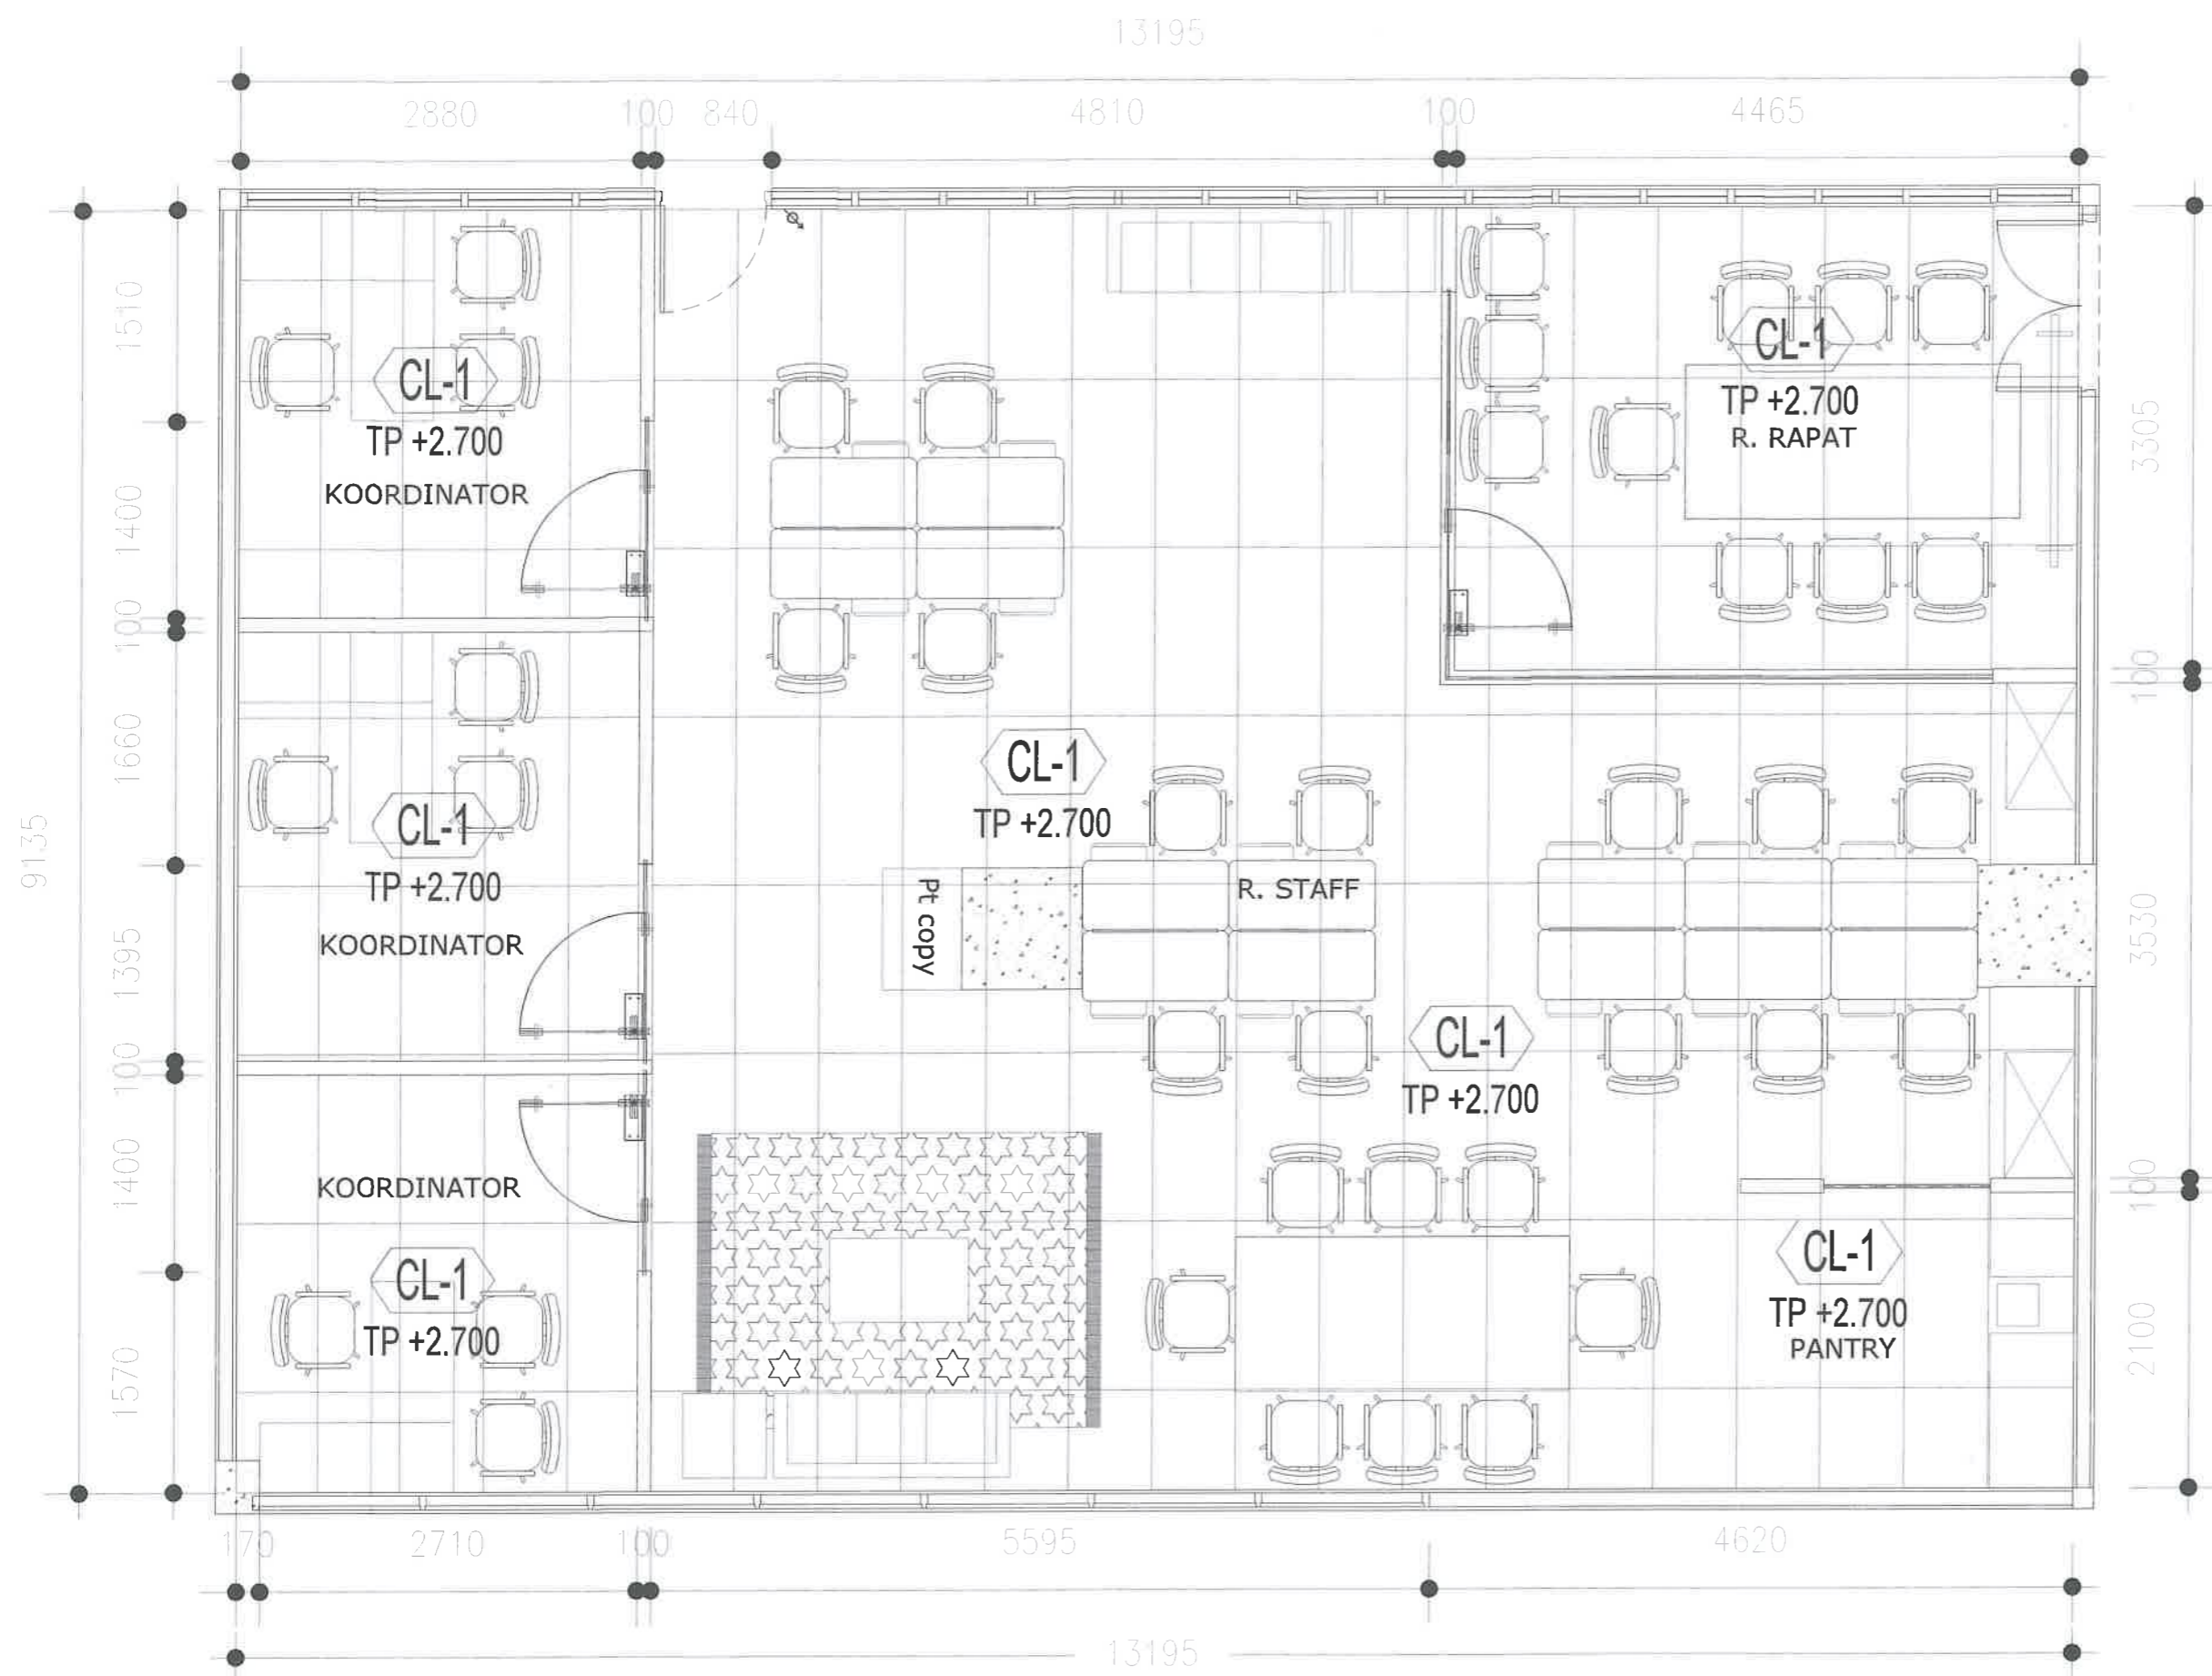 13195
2880
100
840
4810
100
4465
9135
1510
1400
100
1660
1395
100
1400
1570
CL-1
TP +2.700
KOORDINATOR
CL-1
TP +2.700
R. RAPAT
CL-1
TP +2.700
KOORDINATOR
CL-1
TP +2.700
Pt copy
R. STAFF
CL-1
TP +2.700
KOORDINATOR
CL-1
TP +2.700
CL-1
TP +2.700
PANTRY
3305
100
3530
100
2100
170
2710
100
5595
4620
13195